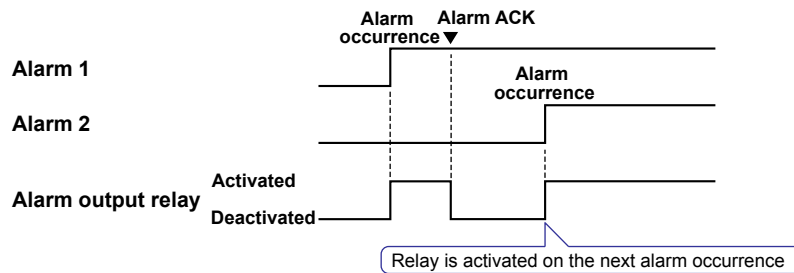 Alarm occurrence
Alarm ACK
Alarm 1
Alarm occurrence
Alarm 2
Activated
Alarm output relay
Deactivated
Relay is activated on the next alarm occurrence